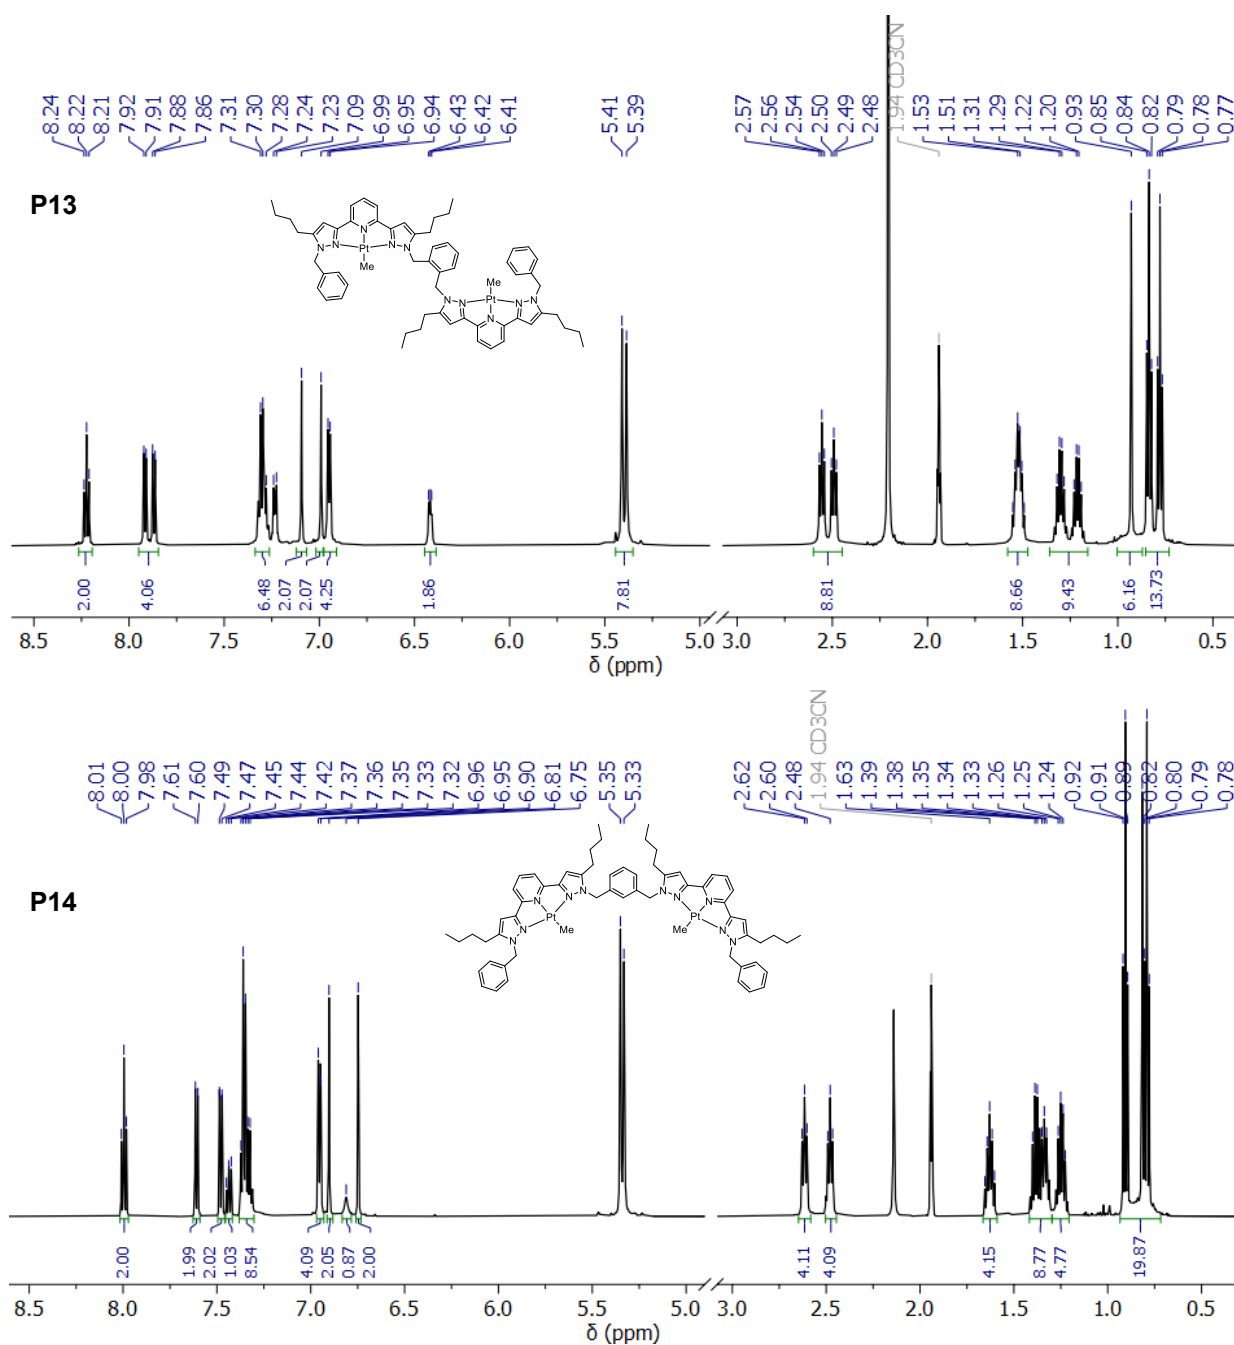 8.24 8.22 8.21 7.92 7.91 7.88 7.86 7.31 7.30 7.28 7.24 7.23 7.09 6.99 6.95 6.94 6.43 6.42 6.41 5.41 5.39 2.57 2.56 2.54 2.50 2.49 2.48 1.94 CD3CN 1.53 1.51 1.31 1.29 1.22 1.20 0.93 0.85 0.84 0.82 0.79 0.78 0.77
P13
N N N N N
Pt
Me
Me
N N Pt N N
N
2.00 4.06 6.48 2.07 2.07 4.25 1.86 7.81 8.81 8.66 9.43 6.16 13.73
8.5 8.0 7.5 7.0 6.5 6.0 5.5 5.0 3.0 2.5 2.0 1.5 1.0 0.5
δ (ppm)
8.01 8.00 7.98 7.61 7.60 7.49 7.47 7.45 7.44 7.42 7.37 7.36 7.35 7.33 7.32 6.96 6.95 6.90 6.81 6.75 5.35 5.33 2.62 2.60 2.48 1.94 CD3CN 1.63 1.39 1.38 1.35 1.34 1.33 1.26 1.25 1.24 0.92 0.91 0.89 0.82 0.80 0.79 0.78
P14
N N N N N N
Pt Pt
Me Me
N N N N
2.00 1.99 2.02 1.03 8.54 4.09 2.05 0.87 2.00 4.11 4.09 4.15 8.77 4.77 19.87
8.5 8.0 7.5 7.0 6.5 6.0 5.5 5.0 3.0 2.5 2.0 1.5 1.0 0.5
δ (ppm)